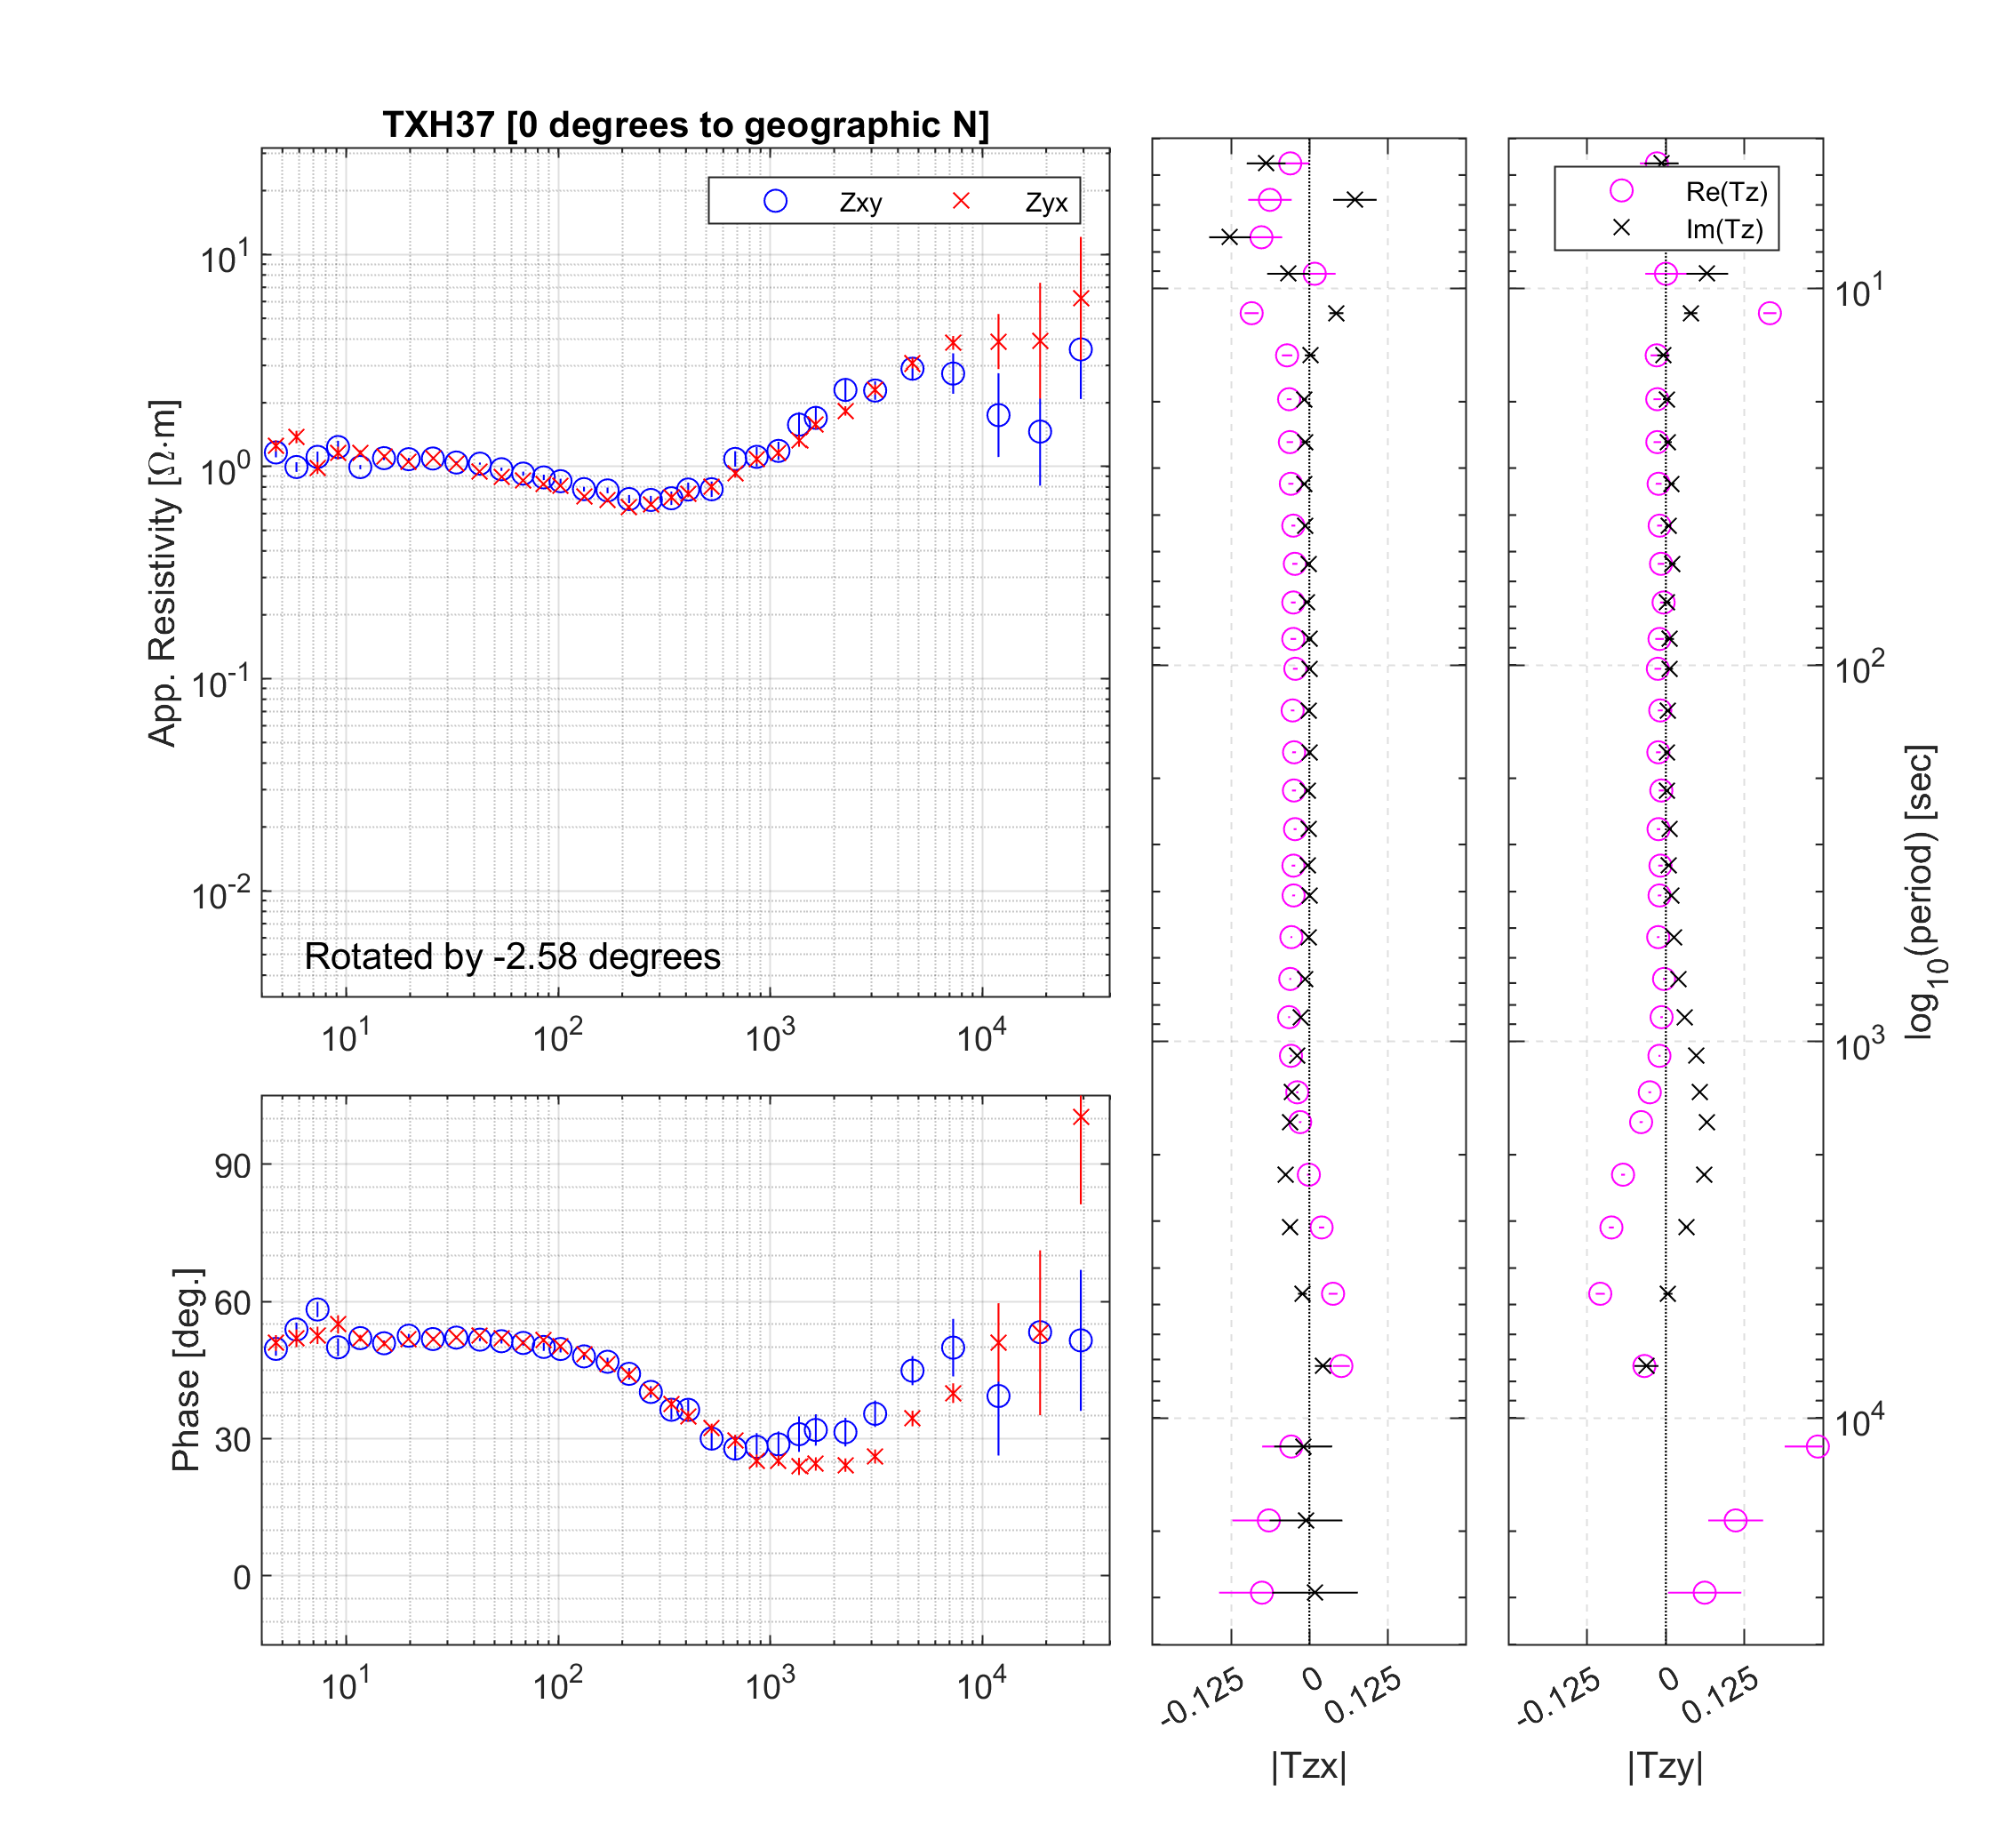 TXH37 [0 degrees to geographic N]
Zxy Zyx
App. Resistivity [Ω·m]
10^1
10^0
10^-1
10^-2
Rotated by -2.58 degrees
10^1 10^2 10^3 10^4
Phase [deg.]
90
60
30
0
10^1 10^2 10^3 10^4
-0.125 0 0.125
|Tzx|
Re(Tz)
Im(Tz)
-0.125 0 0.125
|Tzy|
10^1
10^2
10^3
10^4
log10(period) [sec]